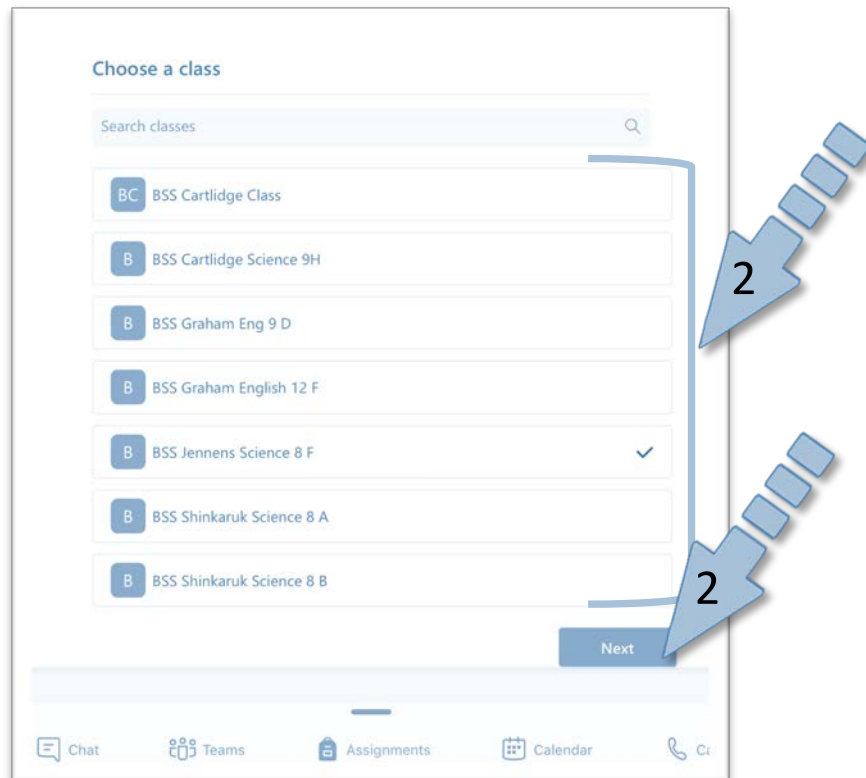 Choose a class
Search classes
BC BSS Cartlidge Class
B BSS Cartlidge Science 9H
B BSS Graham Eng 9 D
B BSS Graham English 12 F
B BSS Jennens Science 8 F
B BSS Shinkaruk Science 8 A
B BSS Shinkaruk Science 8 B
2
2
Next
Chat Teams Assignments Calendar